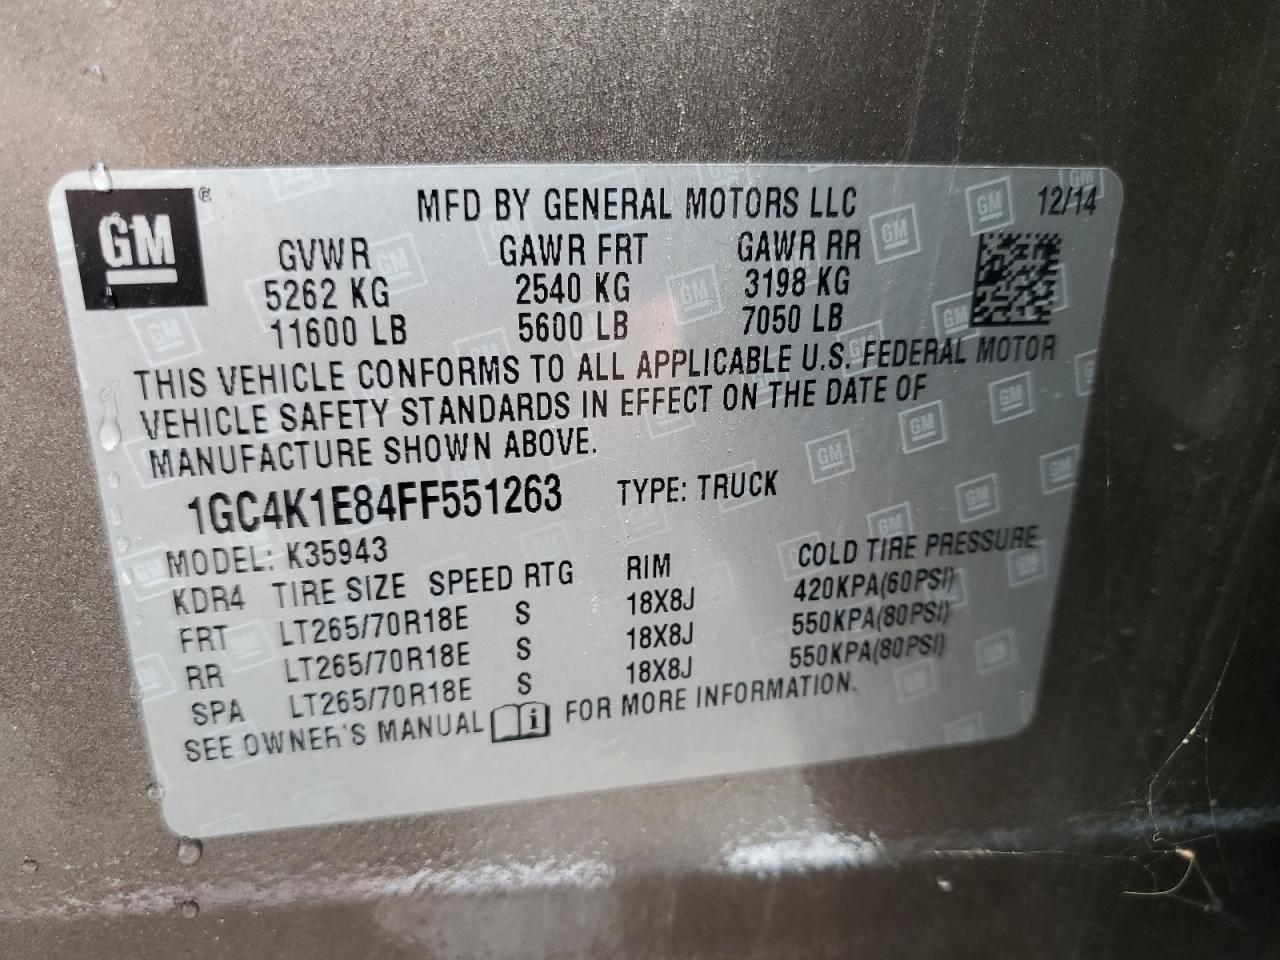 GM ®
MFD BY GENERAL MOTORS LLC 12/14
GVWR GAWR FRT GAWR RR
5262 KG 2540 KG 3198 KG
11600 LB 5600 LB 7050 LB
THIS VEHICLE CONFORMS TO ALL APPLICABLE U.S. FEDERAL MOTOR
VEHICLE SAFETY STANDARDS IN EFFECT ON THE DATE OF
MANUFACTURE SHOWN ABOVE.
1GC4K1E84FF551263 TYPE: TRUCK
MODEL: K35943
KDR4 TIRE SIZE SPEED RTG RIM COLD TIRE PRESSURE
FRT LT265/70R18E S 18X8J 420KPA(60PSI)
RR LT265/70R18E S 18X8J 550KPA(80PSI)
SPA LT265/70R18E S 18X8J 550KPA(80PSI)
SEE OWNER'S MANUAL i FOR MORE INFORMATION.